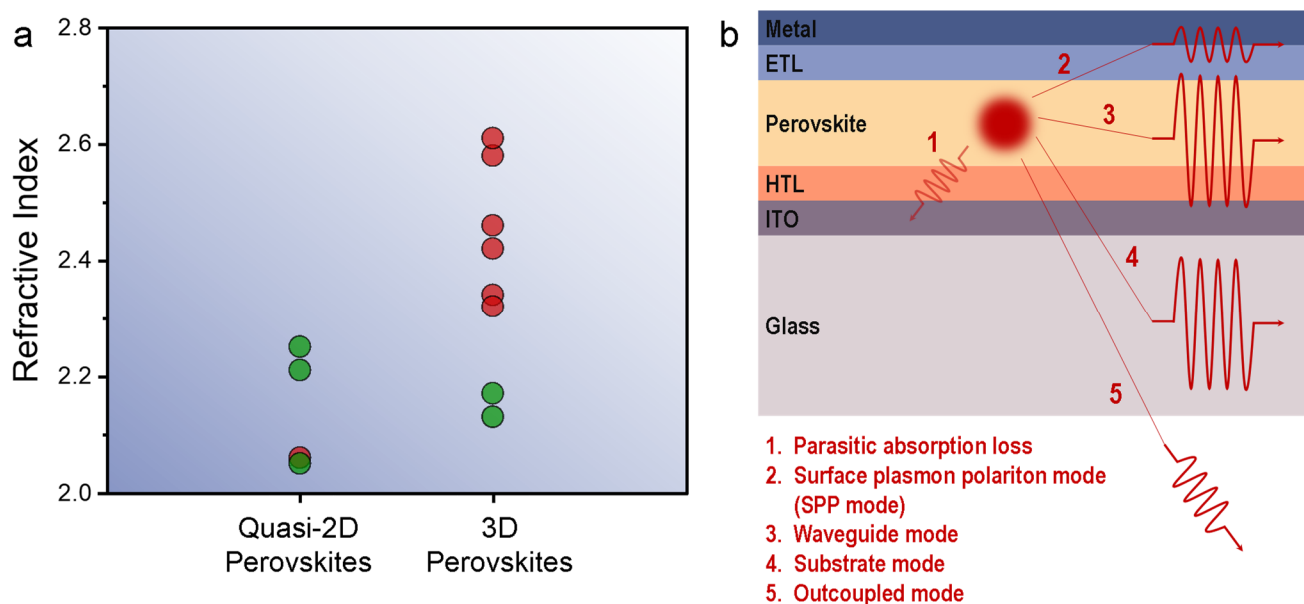 a
2.8
2.6
2.4
2.2
2.0
Refractive Index
Quasi-2D
Perovskites
3D
Perovskites
b
Metal
ETL
Perovskite
HTL
ITO
Glass
1
2
3
4
5
1. Parasitic absorption loss
2. Surface plasmon polariton mode
(SPP mode)
3. Waveguide mode
4. Substrate mode
5. Outcoupled mode